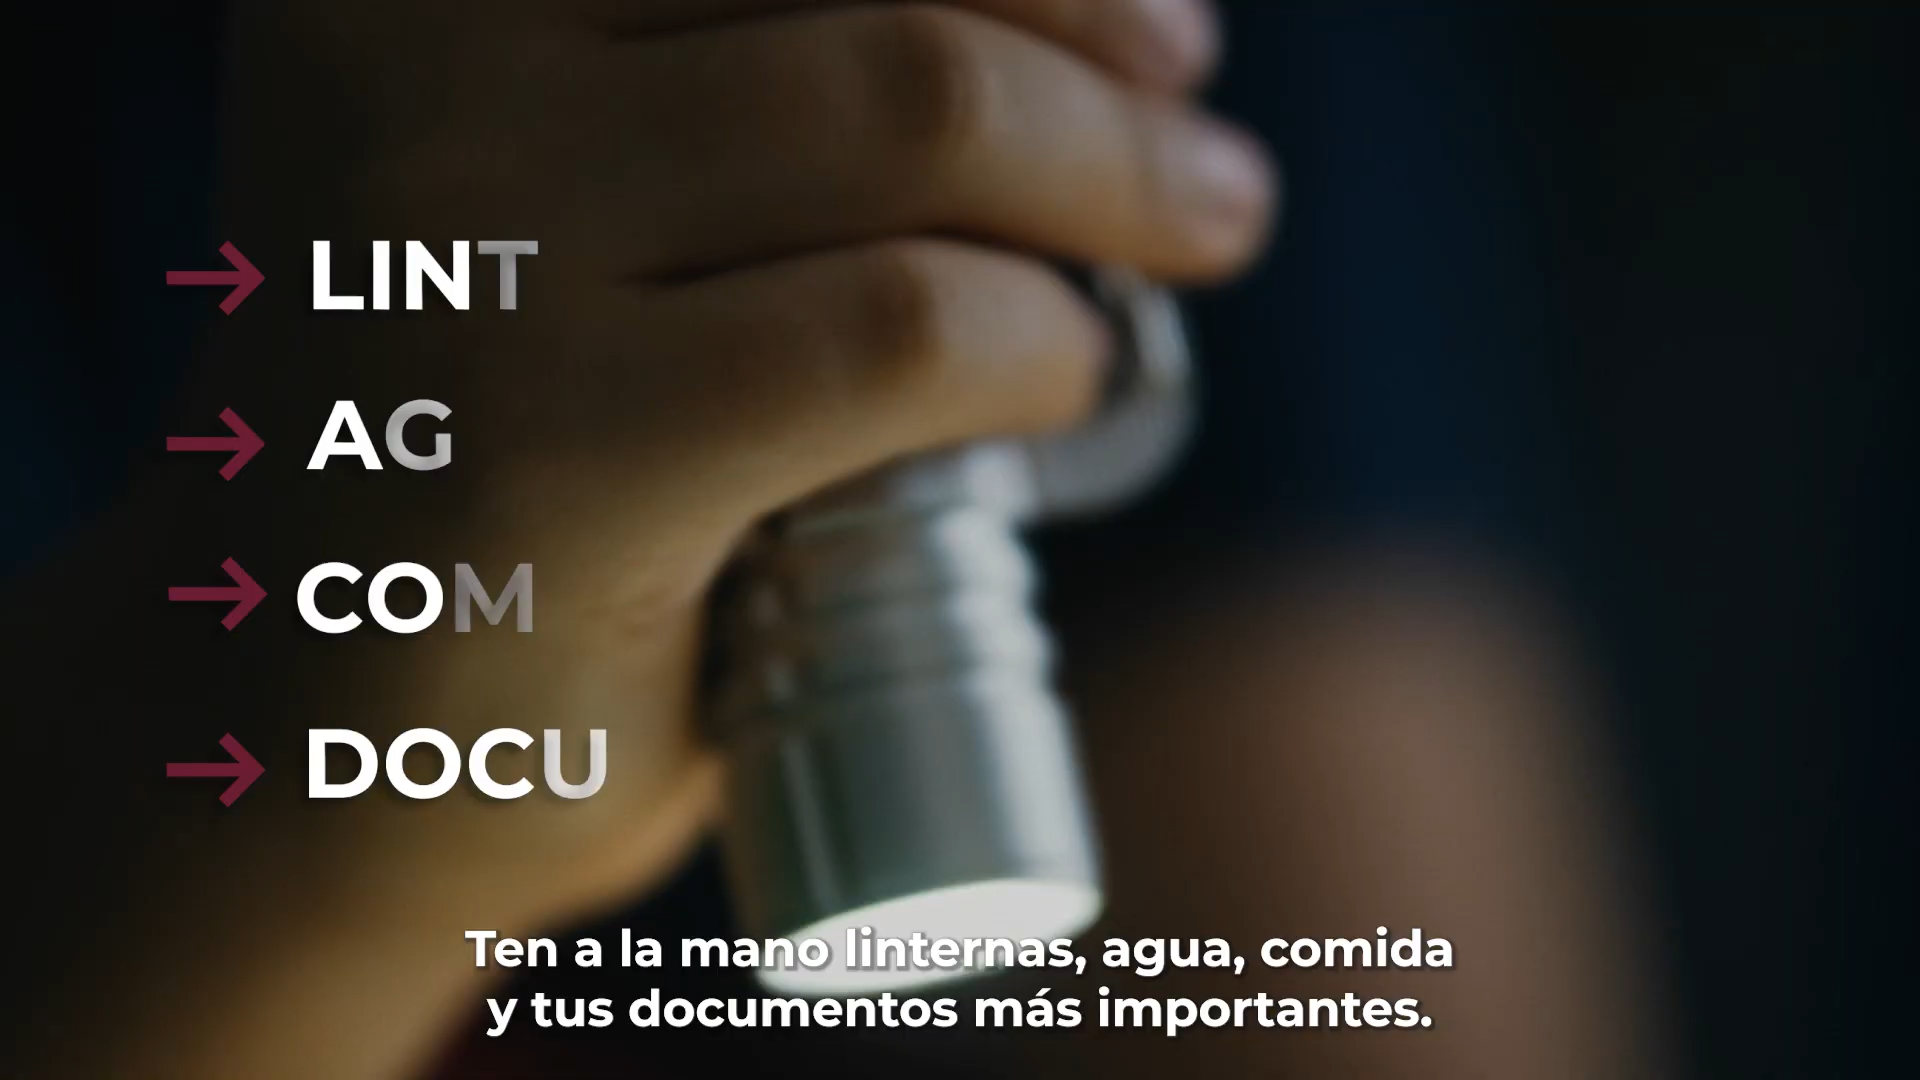 LINT
AG
COM
DOCU
Ten a la mano linternas, agua, comida
y tus documentos más importantes.